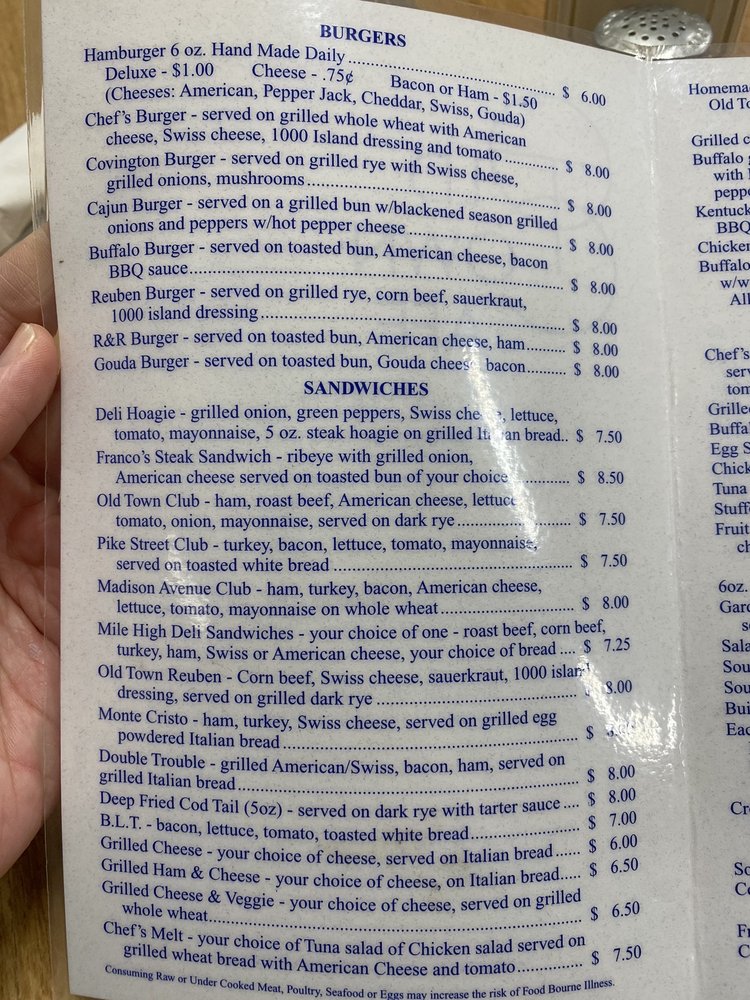 BURGERS
Hamburger 6 oz. Hand Made Daily.......... $ 6.00
Deluxe - $1.00 Cheese - .75¢ Bacon or Ham - $1.50
(Cheeses: American, Pepper Jack, Cheddar, Swiss, Gouda)
Chef's Burger - served on grilled whole wheat with American
cheese, Swiss cheese, 1000 Island dressing and tomato.......... $ 8.00
Covington Burger - served on grilled rye with Swiss cheese,
grilled onions, mushrooms.......... $ 8.00
Cajun Burger - served on a grilled bun w/blackened season grilled
onions and peppers w/hot pepper cheese.......... $ 8.00
Buffalo Burger - served on toasted bun, American cheese, bacon
BBQ sauce.......... $ 8.00
Reuben Burger - served on grilled rye, corn beef, sauerkraut,
1000 island dressing.......... $ 8.00
R&R Burger - served on toasted bun, American cheese, ham.......... $ 8.00
Gouda Burger - served on toasted bun, Gouda cheese, bacon.......... $ 8.00
SANDWICHES
Deli Hoagie - grilled onion, green peppers, Swiss cheese, lettuce,
tomato, mayonnaise, 5 oz. steak hoagie on grilled Italian bread.. $ 7.50
Franco's Steak Sandwich - ribeye with grilled onion,
American cheese served on toasted bun of your choice.......... $ 8.50
Old Town Club - ham, roast beef, American cheese, lettuce
tomato, onion, mayonnaise, served on dark rye.......... $ 7.50
Pike Street Club - turkey, bacon, lettuce, tomato, mayonnaise,
served on toasted white bread.......... $ 7.50
Madison Avenue Club - ham, turkey, bacon, American cheese,
lettuce, tomato, mayonnaise on whole wheat.......... $ 8.00
Mile High Deli Sandwiches - your choice of one - roast beef, corn beef,
turkey, ham, Swiss or American cheese, your choice of bread .... $ 7.25
Old Town Reuben - Corn beef, Swiss cheese, sauerkraut, 1000 island
dressing, served on grilled dark rye.......... 8.00
Monte Cristo - ham, turkey, Swiss cheese, served on grilled egg
powdered Italian bread.......... $
Double Trouble - grilled American/Swiss, bacon, ham, served on
grilled Italian bread.......... $ 8.00
Deep Fried Cod Tail (5oz) - served on dark rye with tarter sauce .... $ 8.00
B.L.T. - bacon, lettuce, tomato, toasted white bread.......... $ 7.00
Grilled Cheese - your choice of cheese, served on Italian bread...... $ 6.00
Grilled Ham & Cheese - your choice of cheese, on Italian bread..... $ 6.50
Grilled Cheese & Veggie - your choice of cheese, served on grilled
whole wheat.......... $ 6.50
Chef's Melt - your choice of Tuna salad of Chicken salad served on
grilled wheat bread with American Cheese and tomato.......... $ 7.50
Consuming Raw or Under Cooked Meat, Poultry, Seafood or Eggs may increase the risk of Food Bourne Illness.
Old
Grilled
Buffalo
with
BBQ
Buffalo
w/w
All
Chef's
Egg
Tuna
Fruit
6oz.